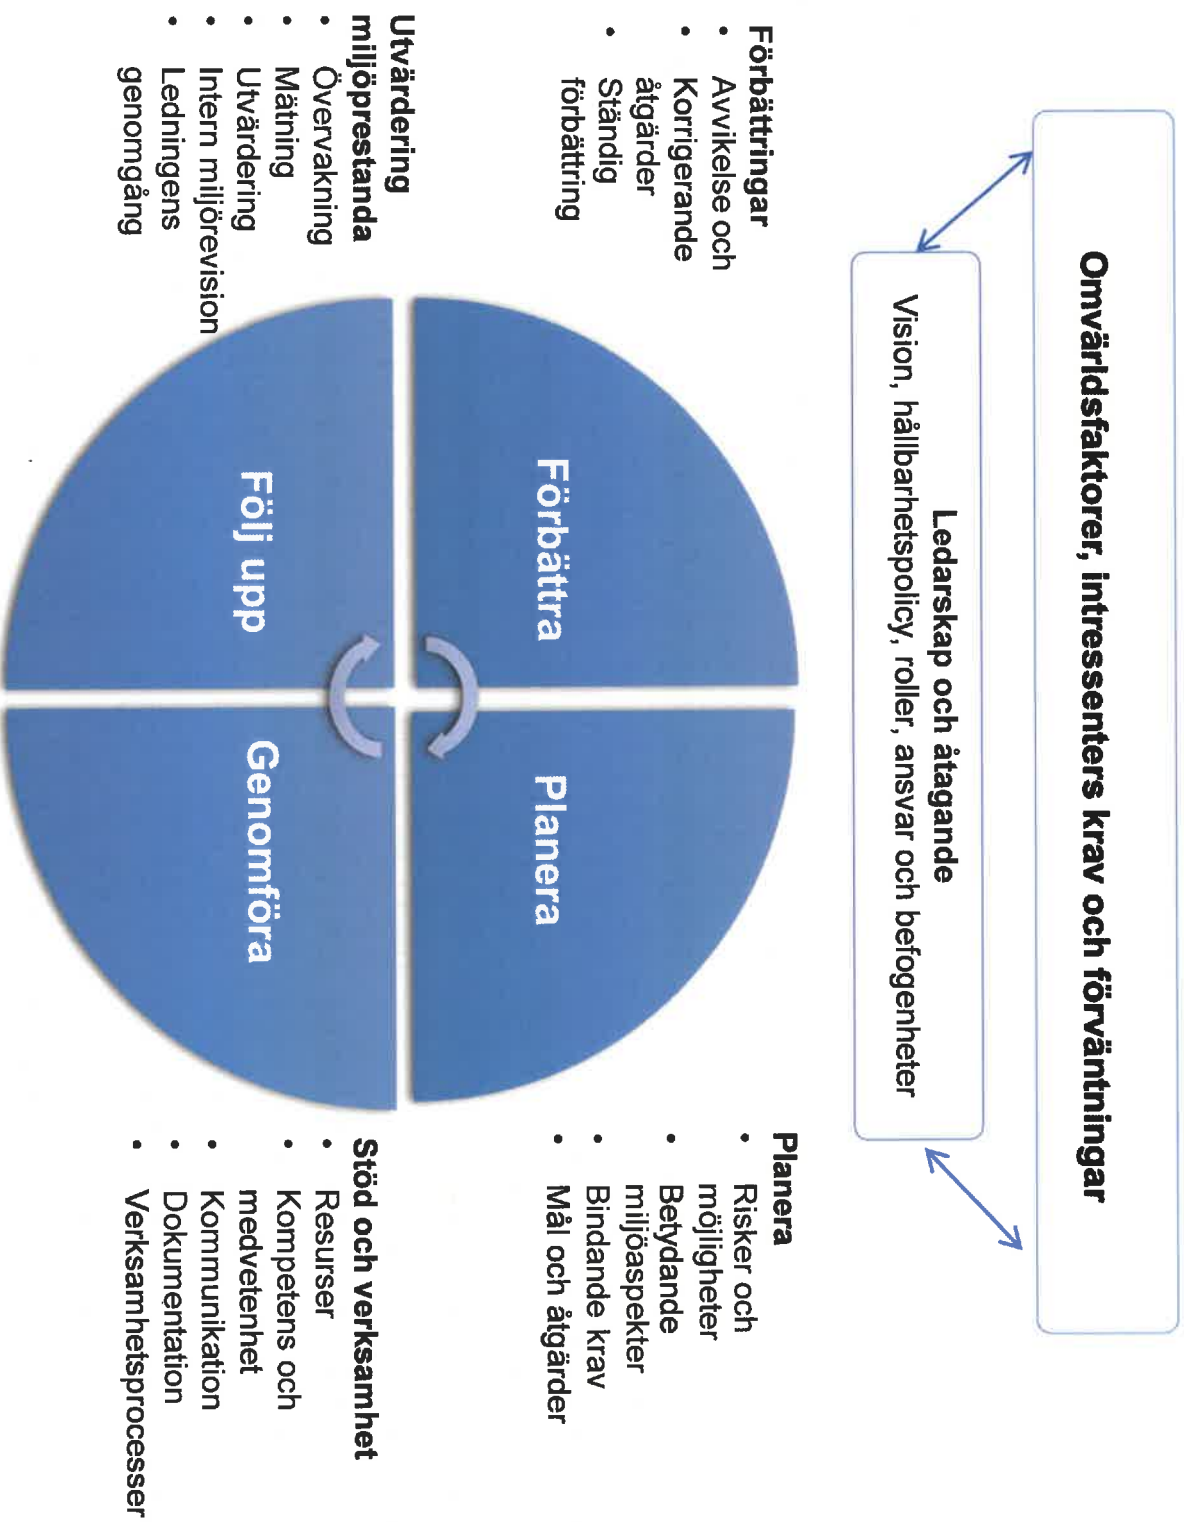 Omvärldsfaktorer, intressenters krav och förväntningar
Ledarskap och åtagande
Vision, hållbarhetspolicy, roller, ansvar och befogenheter
Förbättringar
• Avvikelse och
• Korrigerande
åtgärder
• Ständig
förbättring
Planera
• Risker och
möjligheter
• Betydande
miljöaspekter
• Bindande krav
• Mål och åtgärder
Förbättra
Planera
Följ upp
Genomföra
Utvärdering
miljöprestanda
• Övervakning
• Mätning
• Utvärdering
• Intern miljörevision
• Ledningens
genomgång
Stöd och verksamhet
• Resurser
• Kompetens och
medvetenhet
• Kommunikation
• Dokumentation
• Verksamhetsprocesser